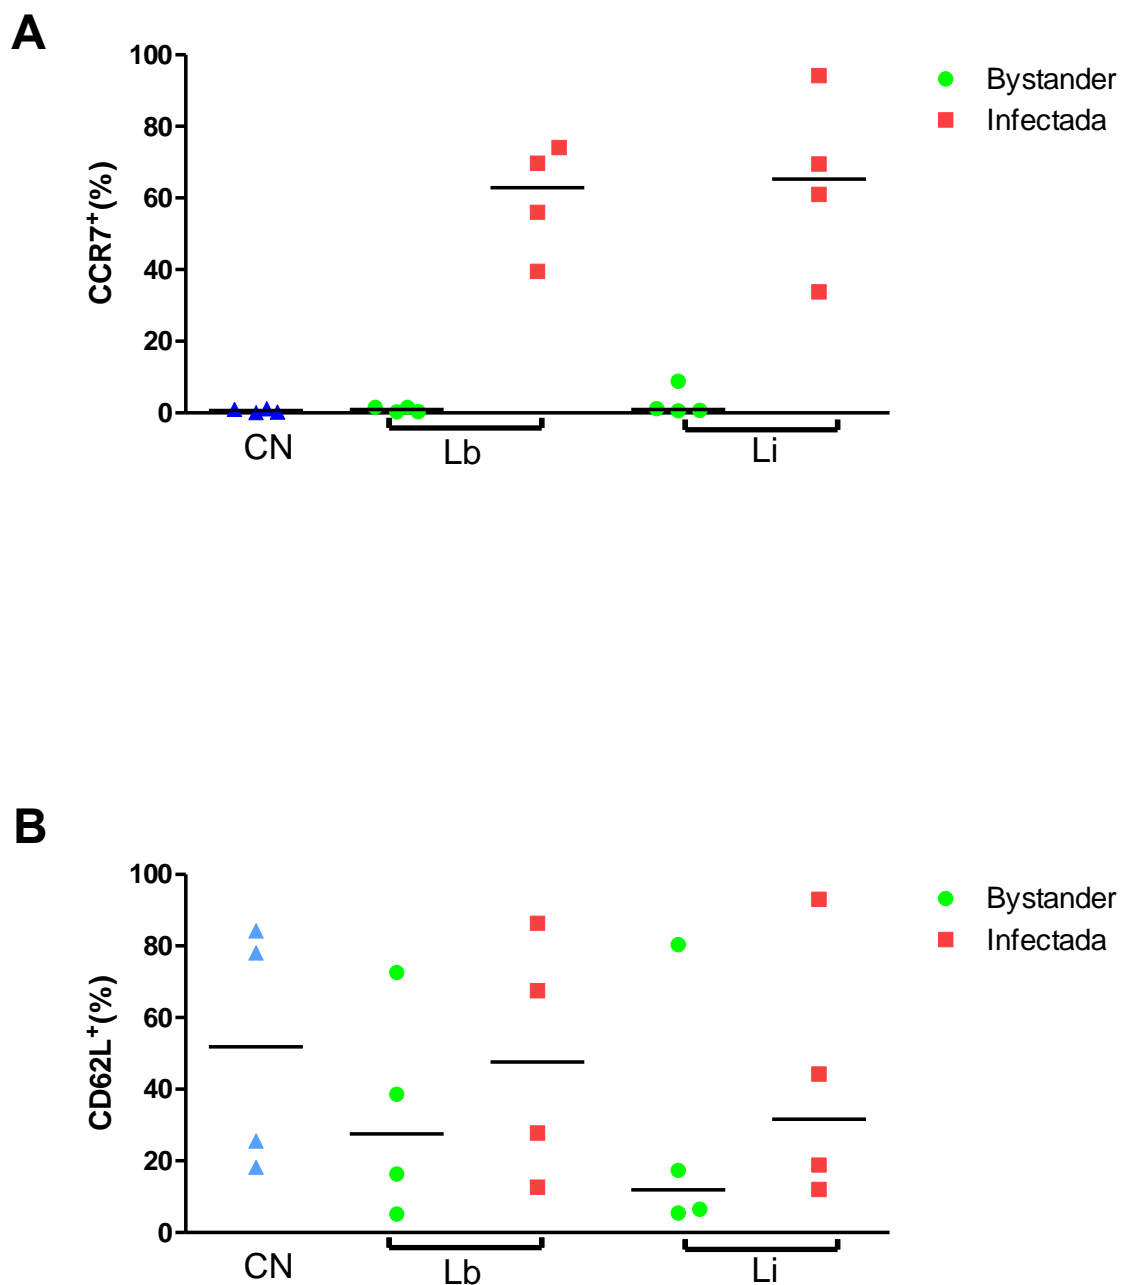 A
100
80
60
40
20
0
CCR7+(%)
Bystander
Infectada
CN
Lb
Li
B
100
80
60
40
20
0
CD62L+(%)
Bystander
Infectada
CN
Lb
Li